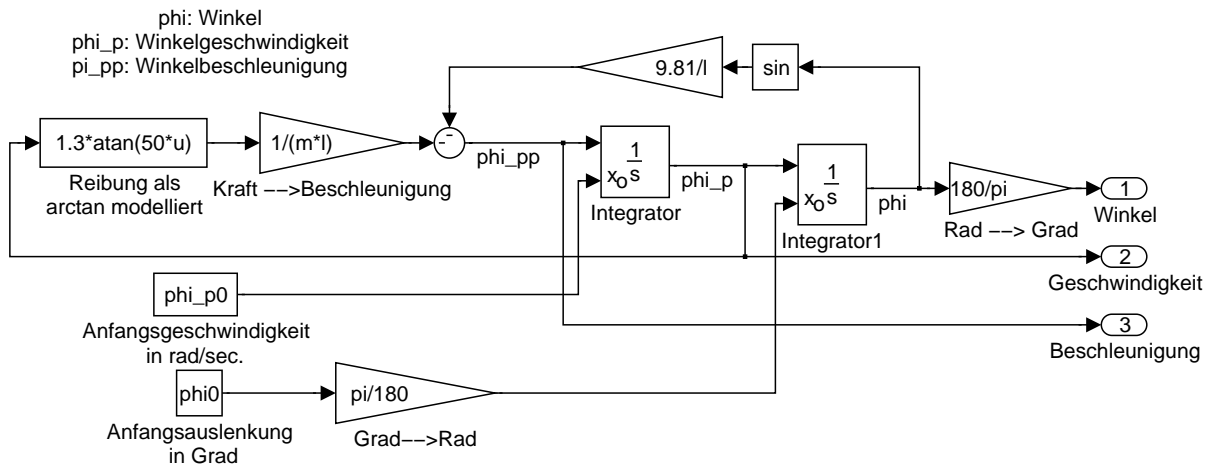 phi: Winkel
phi_p: Winkelgeschwindigkeit
pi_pp: Winkelbeschleunigung
9.81/l
sin
1.3*atan(50*u)
Reibung als
arctan modelliert
1/(m*l)
Kraft −−>Beschleunigung
-
-
phi_pp
1
s
xo
Integrator
phi_p
1
s
xo
Integrator1
phi
180/pi
Rad −−> Grad
1
Winkel
2
Geschwindigkeit
3
Beschleunigung
phi_p0
Anfangsgeschwindigkeit
in rad/sec.
phi0
Anfangsauslenkung
in Grad
pi/180
Grad−−>Rad